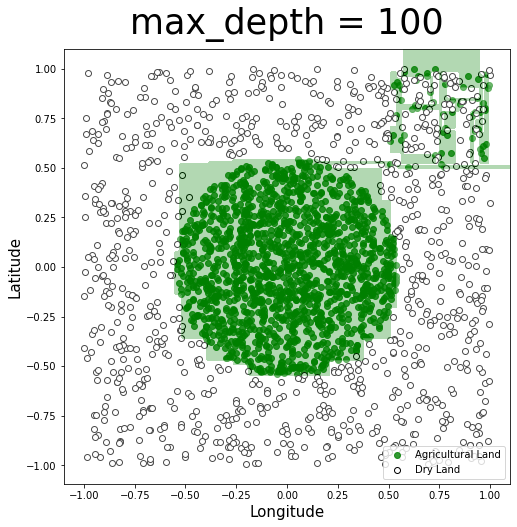 max_depth = 100
Latitude
1.00
0.75
0.50
0.25
0.00
−0.25
−0.50
−0.75
−1.00
Agricultural Land
Dry Land
−1.00 −0.75 −0.50 −0.25 0.00 0.25 0.50 0.75 1.00
Longitude